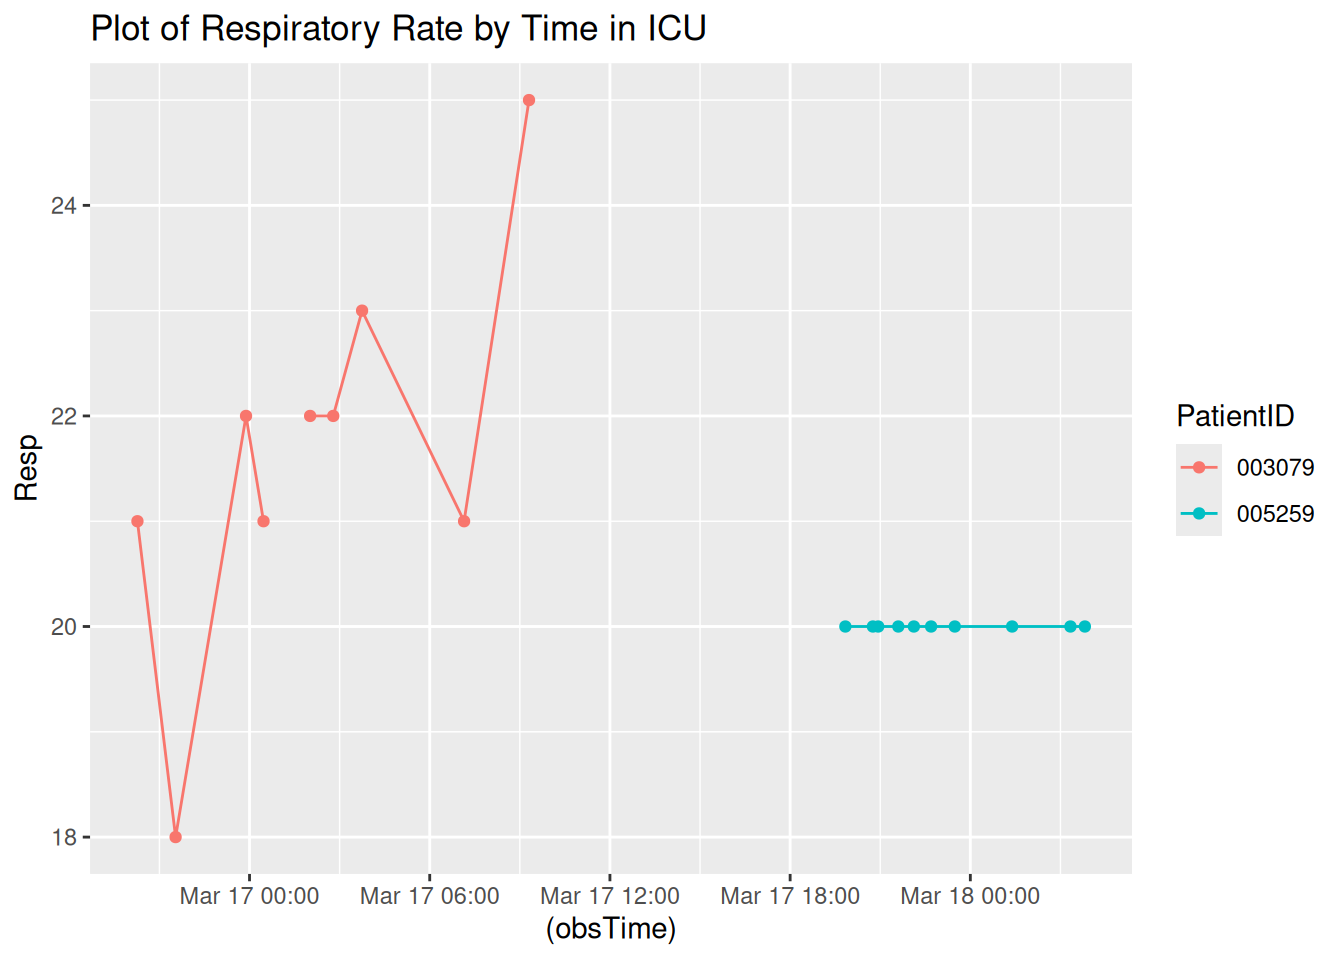 Plot of Respiratory Rate by Time in ICU
24
22
20
18
Resp
Mar 17 00:00 Mar 17 06:00 Mar 17 12:00 Mar 17 18:00 Mar 18 00:00
(obsTime)
PatientID
003079
005259